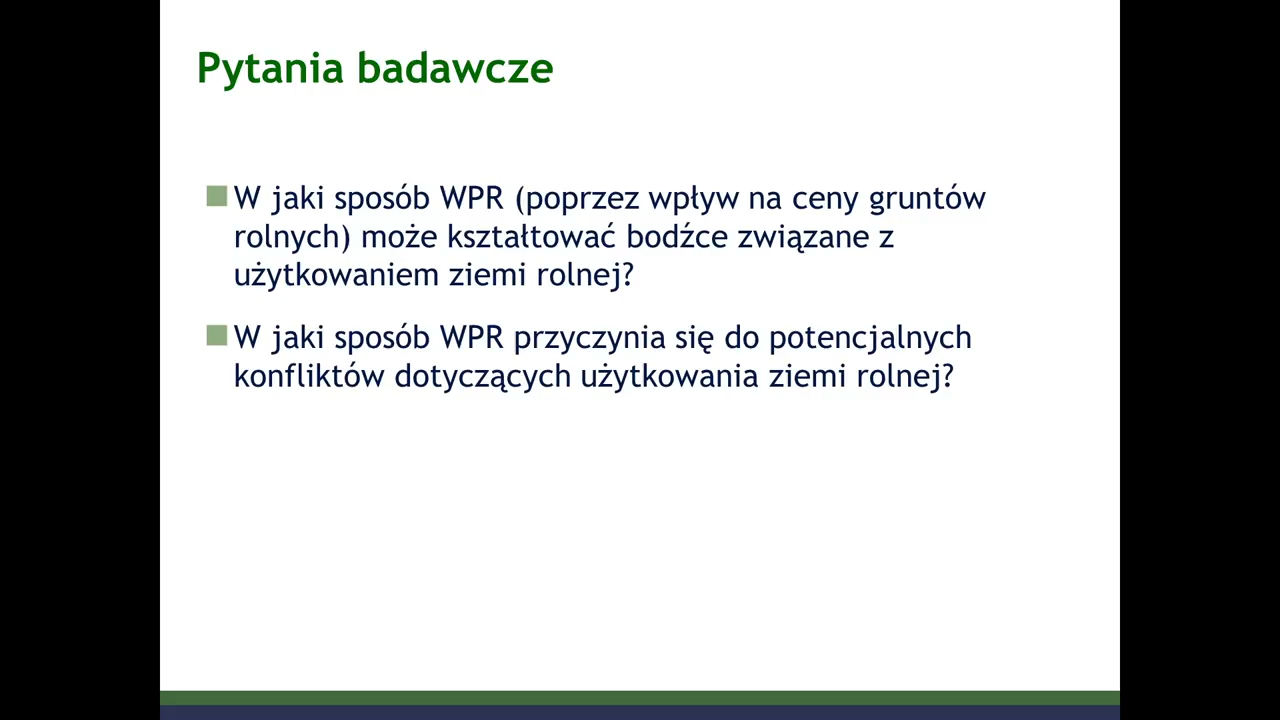 Pytania badawcze
W jaki sposób WPR (poprzez wpływ na ceny gruntów
rolnych) może kształtować bodźce związane z
użytkowaniem ziemi rolnej?
W jaki sposób WPR przyczynia się do potencjalnych
konfliktów dotyczących użytkowania ziemi rolnej?